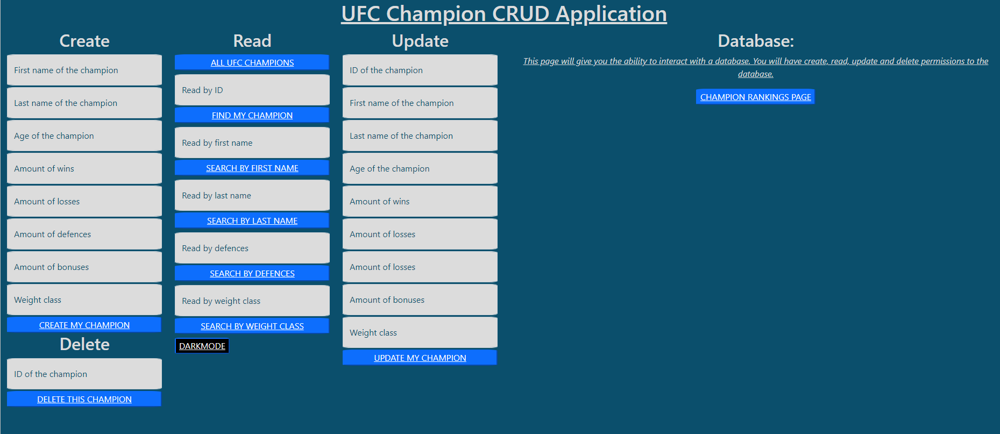 UFC Champion CRUD Application
Create
First name of the champion
Last name of the champion
Age of the champion
Amount of wins
Amount of losses
Amount of defences
Amount of bonuses
Weight class
CREATE MY CHAMPION
Delete
ID of the champion
DELETE THIS CHAMPION
Read
ALL UFC CHAMPIONS
Read by ID
FIND MY CHAMPION
Read by first name
SEARCH BY FIRST NAME
Read by last name
SEARCH BY LAST NAME
Read by defences
SEARCH BY DEFENCES
Read by weight class
SEARCH BY WEIGHT CLASS
DARKMODE
Update
ID of the champion
First name of the champion
Last name of the champion
Age of the champion
Amount of wins
Amount of losses
Amount of losses
Amount of bonuses
Weight class
UPDATE MY CHAMPION
Database:
This page will give you the ability to interact with a database. You will have create, read, update and delete permissions to the
database.
CHAMPION RANKINGS PAGE